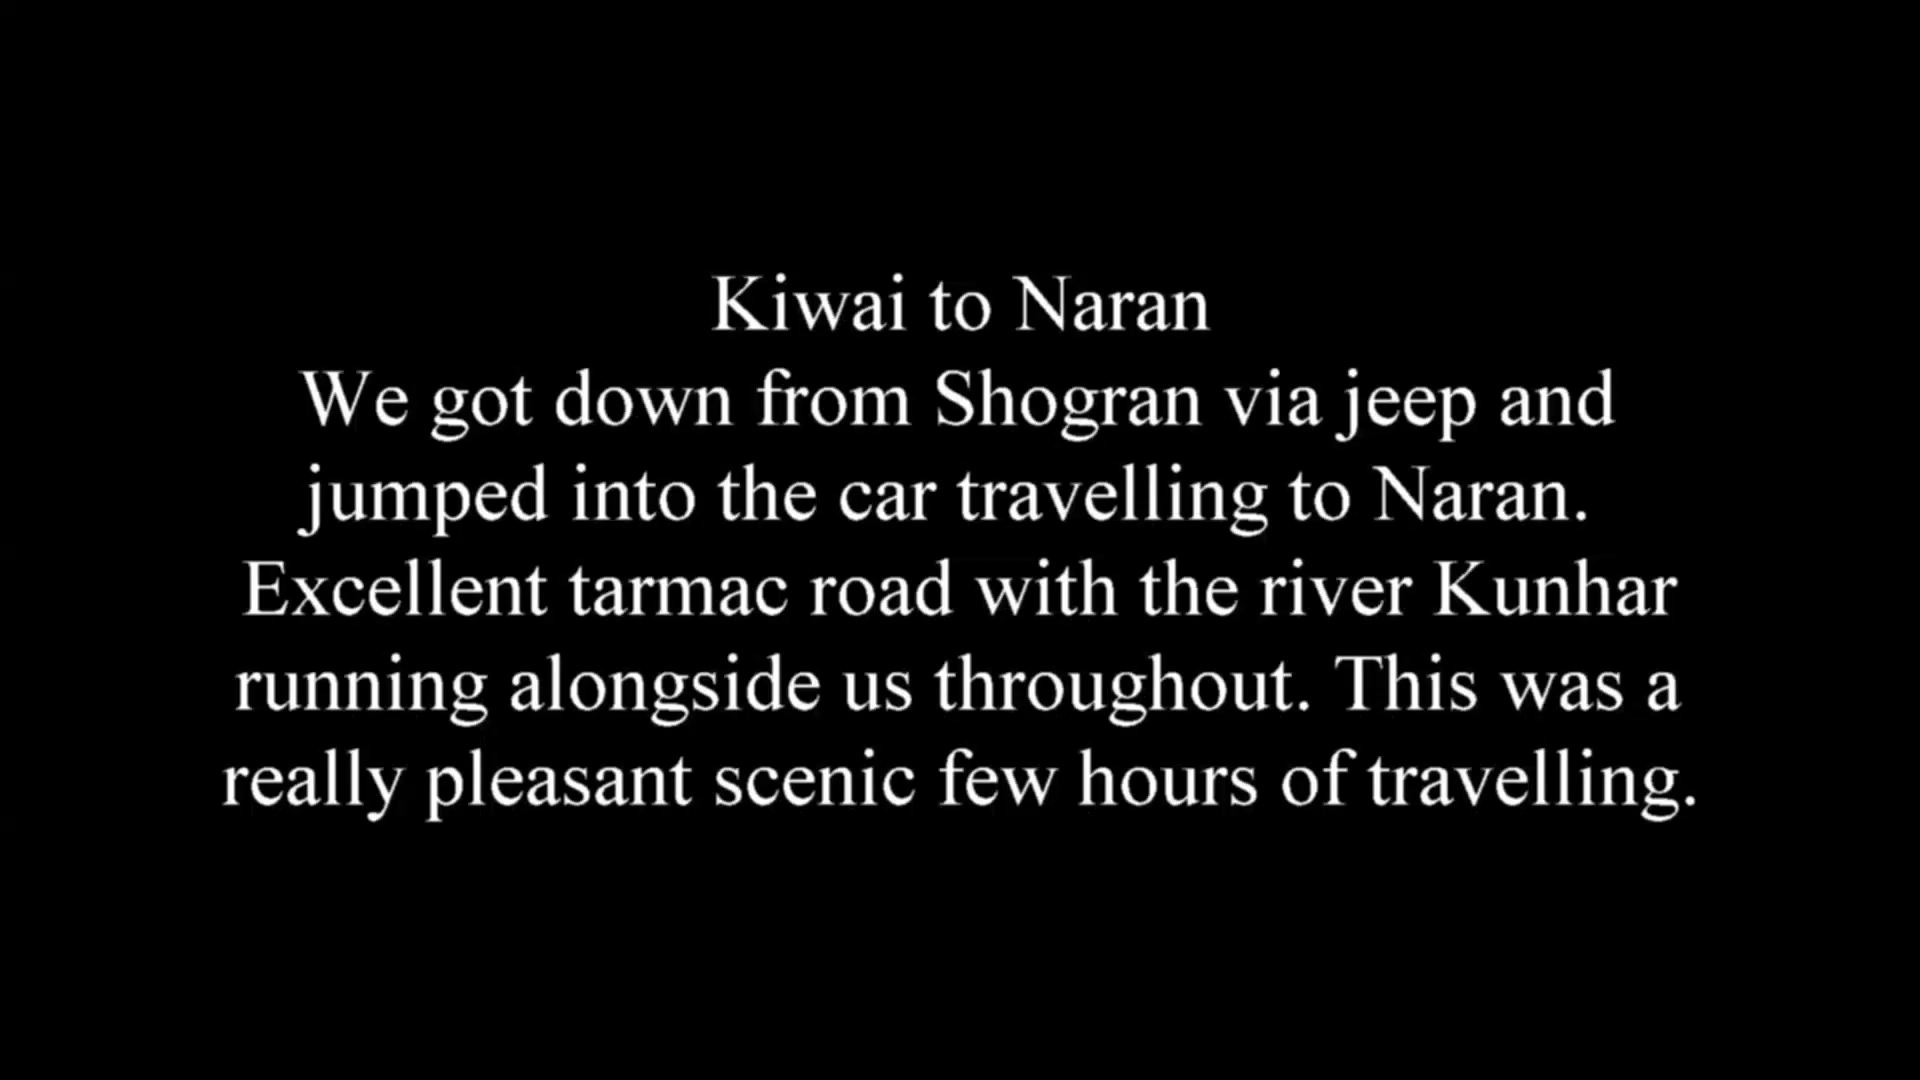 Kiwai to Naran
We got down from Shogran via jeep and
jumped into the car travelling to Naran.
Excellent tarmac road with the river Kunhar
running alongside us throughout. This was a
really pleasant scenic few hours of travelling.